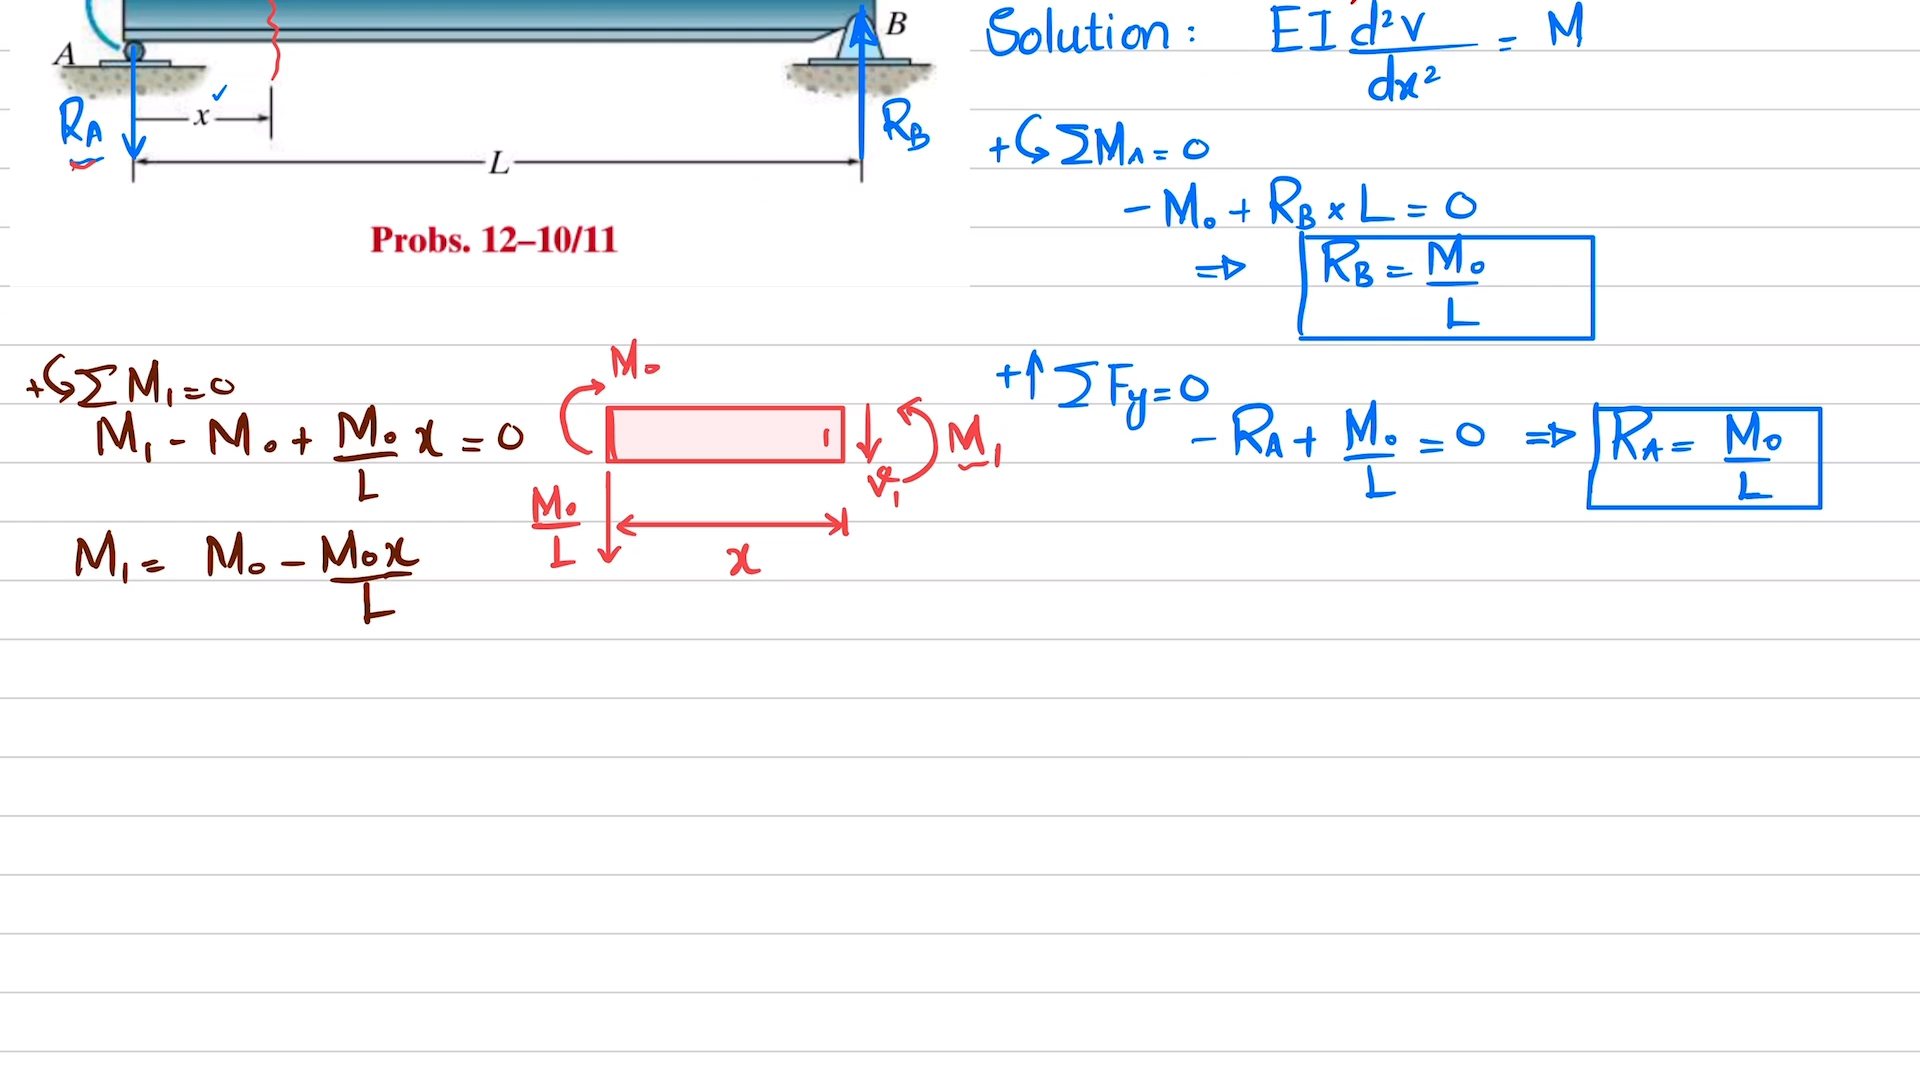 A
B
R_A
x ✓
R_B
L
Probs. 12–10/11
Solution : EI d²v/dx² = M
+↺ ΣM_A = 0
- M₀ + R_B × L = 0
⇒ R_B = M₀/L
+↑ ΣF_y = 0
- R_A + M₀/L = 0 ⇒ R_A = M₀/L
+↺ ΣM₁ = 0
M₁ - M₀ + M₀/L x = 0
M₁ = M₀ - M₀x/L
M₀
1
M₁
v₁
M₀/L
x